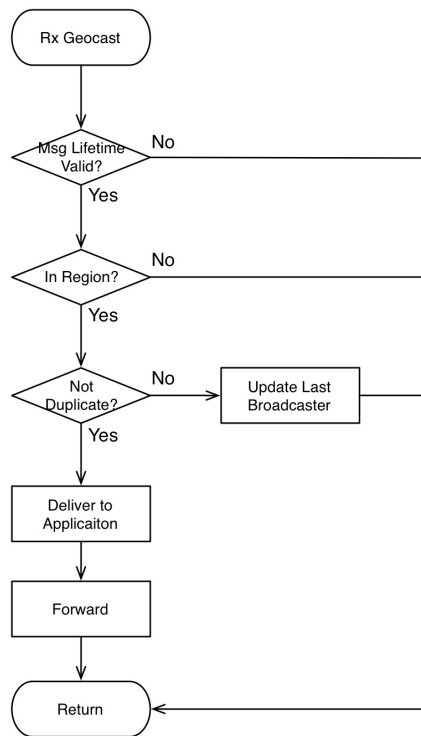 Rx Geocast
Msg Lifetime
Valid?
No
Yes
In Region?
No
Yes
Not
Duplicate?
No
Update Last
Broadcaster
Yes
Deliver to
Applicaiton
Forward
Return